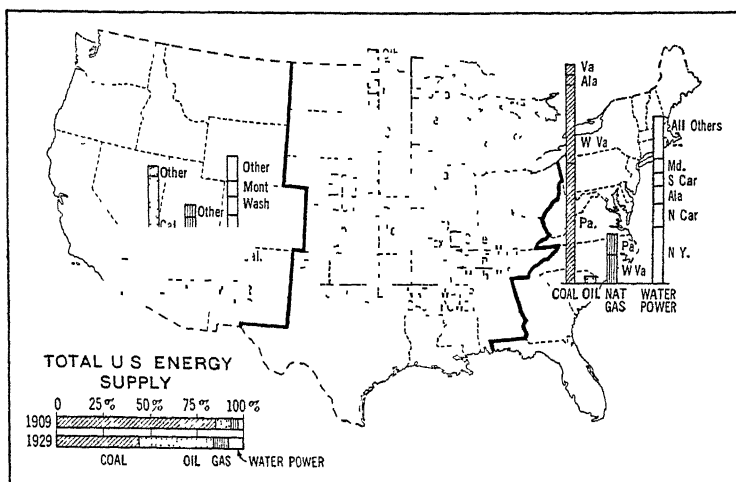 OIL
Va
Ala
W Va
Pa.
All Others
Md.
S Car
Ala
N Car
N Y.
Pa
W Va
COAL OIL NAT GAS WATER POWER
Other
Other
Other
Mont
Wash
TOTAL U S ENERGY
SUPPLY
0 25% 50% 75% 100%
1909
1929
COAL OIL GAS WATER POWER